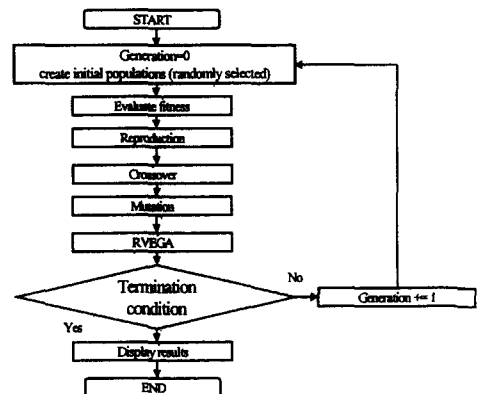 START
Generation=0
create initial populations (randomly selected)
Evaluate fitness
Reproduction
Crossover
Mutation
RVEGA
Termination
condition
No
Generation += 1
Yes
Display results
END